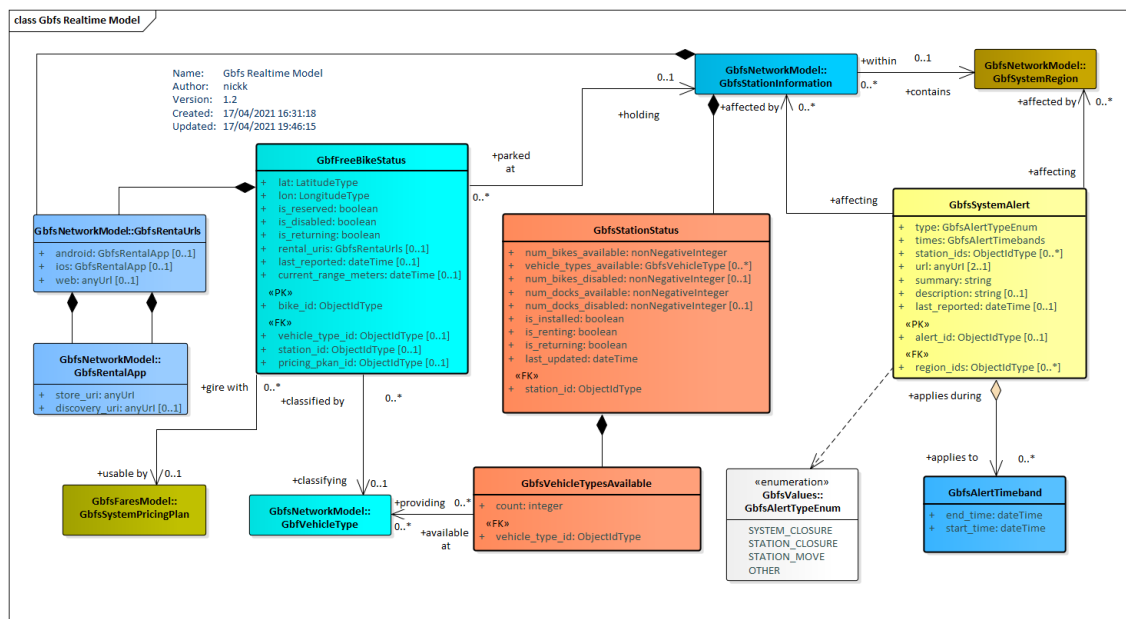 class Gbfs Realtime Model
Name: Gbfs Realtime Model
Author: nickk
Version: 1.2
Created: 17/04/2021 16:31:18
Updated: 17/04/2021 19:46:15
GbfsNetworkModel::
GbfsStationInformation
+within
0..1
0..*
+contains
GbfsNetworkModel::
GbfSystemRegion
0..1
+holding
+affected by
0..*
+affected by
0..*
+parked
at
0..*
+affecting
+affecting
GbfFreeBikeStatus
+ lat: LatitudeType
+ lon: LongitudeType
+ is_reserved: boolean
+ is_disabled: boolean
+ is_returning: boolean
+ rental_uris: GbfsRentaUrls [0..1]
+ last_reported: dateTime [0..1]
+ current_range_meters: dateTime [0..1]
«PK»
+ bike_id: ObjectIdType
«FK»
+ vehicle_type_id: ObjectIdType [0..1]
+ station_id: ObjectIdType [0..1]
+ pricing_pkan_id: ObjectIdType [0..1]
GbfsNetworkModel::GbfsRentaUrls
+ android: GbfsRentalApp [0..1]
+ ios: GbfsRentalApp [0..1]
+ web: anyUrl [0..1]
GbfsNetworkModel::
GbfsRentalApp
+ store_uri: anyUrl
+ discovery_uri: anyUrl [0..1]
GbfsStationStatus
+ num_bikes_available: nonNegativeInteger
+ vehicle_types_available: GbfsVehicleType [0..*]
+ num_bikes_disabled: nonNegativeInteger [0..1]
+ num_docks_available: nonNegativeInteger
+ num_docks_disabled: nonNegativeInteger [0..1]
+ is_installed: boolean
+ is_renting: boolean
+ is_returning: boolean
+ last_updated: dateTime
«FK»
+ station_id: ObjectIdType
GbfsSystemAlert
+ type: GbfsAlertTypeEnum
+ times: GbfsAlertTimebands
+ station_ids: ObjectIdType [0..*]
+ url: anyUrl [2..1]
+ summary: string
+ description: string [0..1]
+ last_reported: dateTime [0..1]
«PK»
+ alert_id: ObjectIdType [0..1]
«FK»
+ region_ids: ObjectIdType [0..*]
+gire with
0..*
+classified by
0..*
+applies during
+usable by
0..1
+classifying
0..1
+applies to
0..*
GbfsFaresModel::
GbfsSystemPricingPlan
GbfsNetworkModel::
GbfVehicleType
+providing
0..*
0..*
+available
at
GbfsVehicleTypesAvailable
+ count: integer
«FK»
+ vehicle_type_id: ObjectIdType
«enumeration»
GbfsValues::
GbfsAlertTypeEnum
SYSTEM_CLOSURE
STATION_CLOSURE
STATION_MOVE
OTHER
GbfsAlertTimeband
+ end_time: dateTime
+ start_time: dateTime